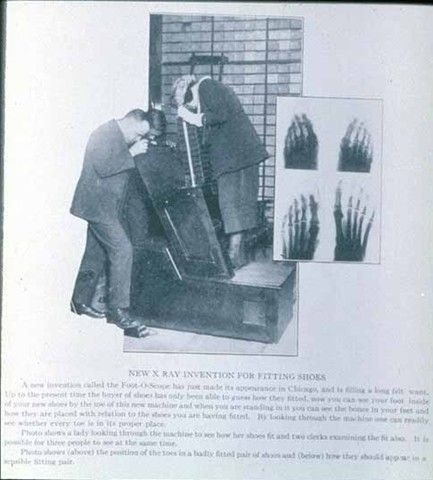 NEW X RAY INVENTION FOR FITTING SHOES
A new invention called the Foot-O-Scope has just made its appearance in Chicago, and is filling a long felt want.
Up to the present time the buyer of shoes has only been able to guess how they fitted, now you can see your foot inside
of your new shoes by the use of this new machine and when you are standing in it you can see the bones in your feet and
how they are placed with relation to the shoes you are having fitted. By looking through the machine one can readily
see whether every toe is in its proper place.
Photo shows a lady looking through the machine to see how her shoes fit and two clerks examining the fit also. It is
possible for three people to see at the same time.
Photo shows (above) the position of the toes in a badly fitted pair of shoes and (below) how they should appear in a
sensible fitting pair.